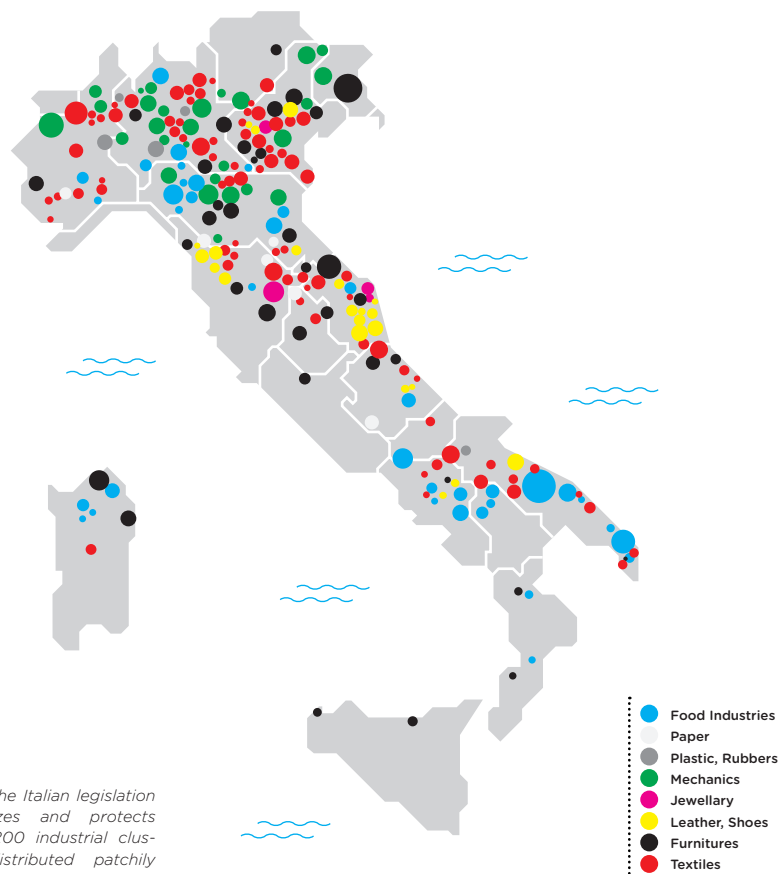 Food Industries
Paper
Plastic, Rubbers
Mechanics
Jewellary
Leather, Shoes
Furnitures
Textiles
he Italian legislation
zes and protects
200 industrial clus-
istributed patchily